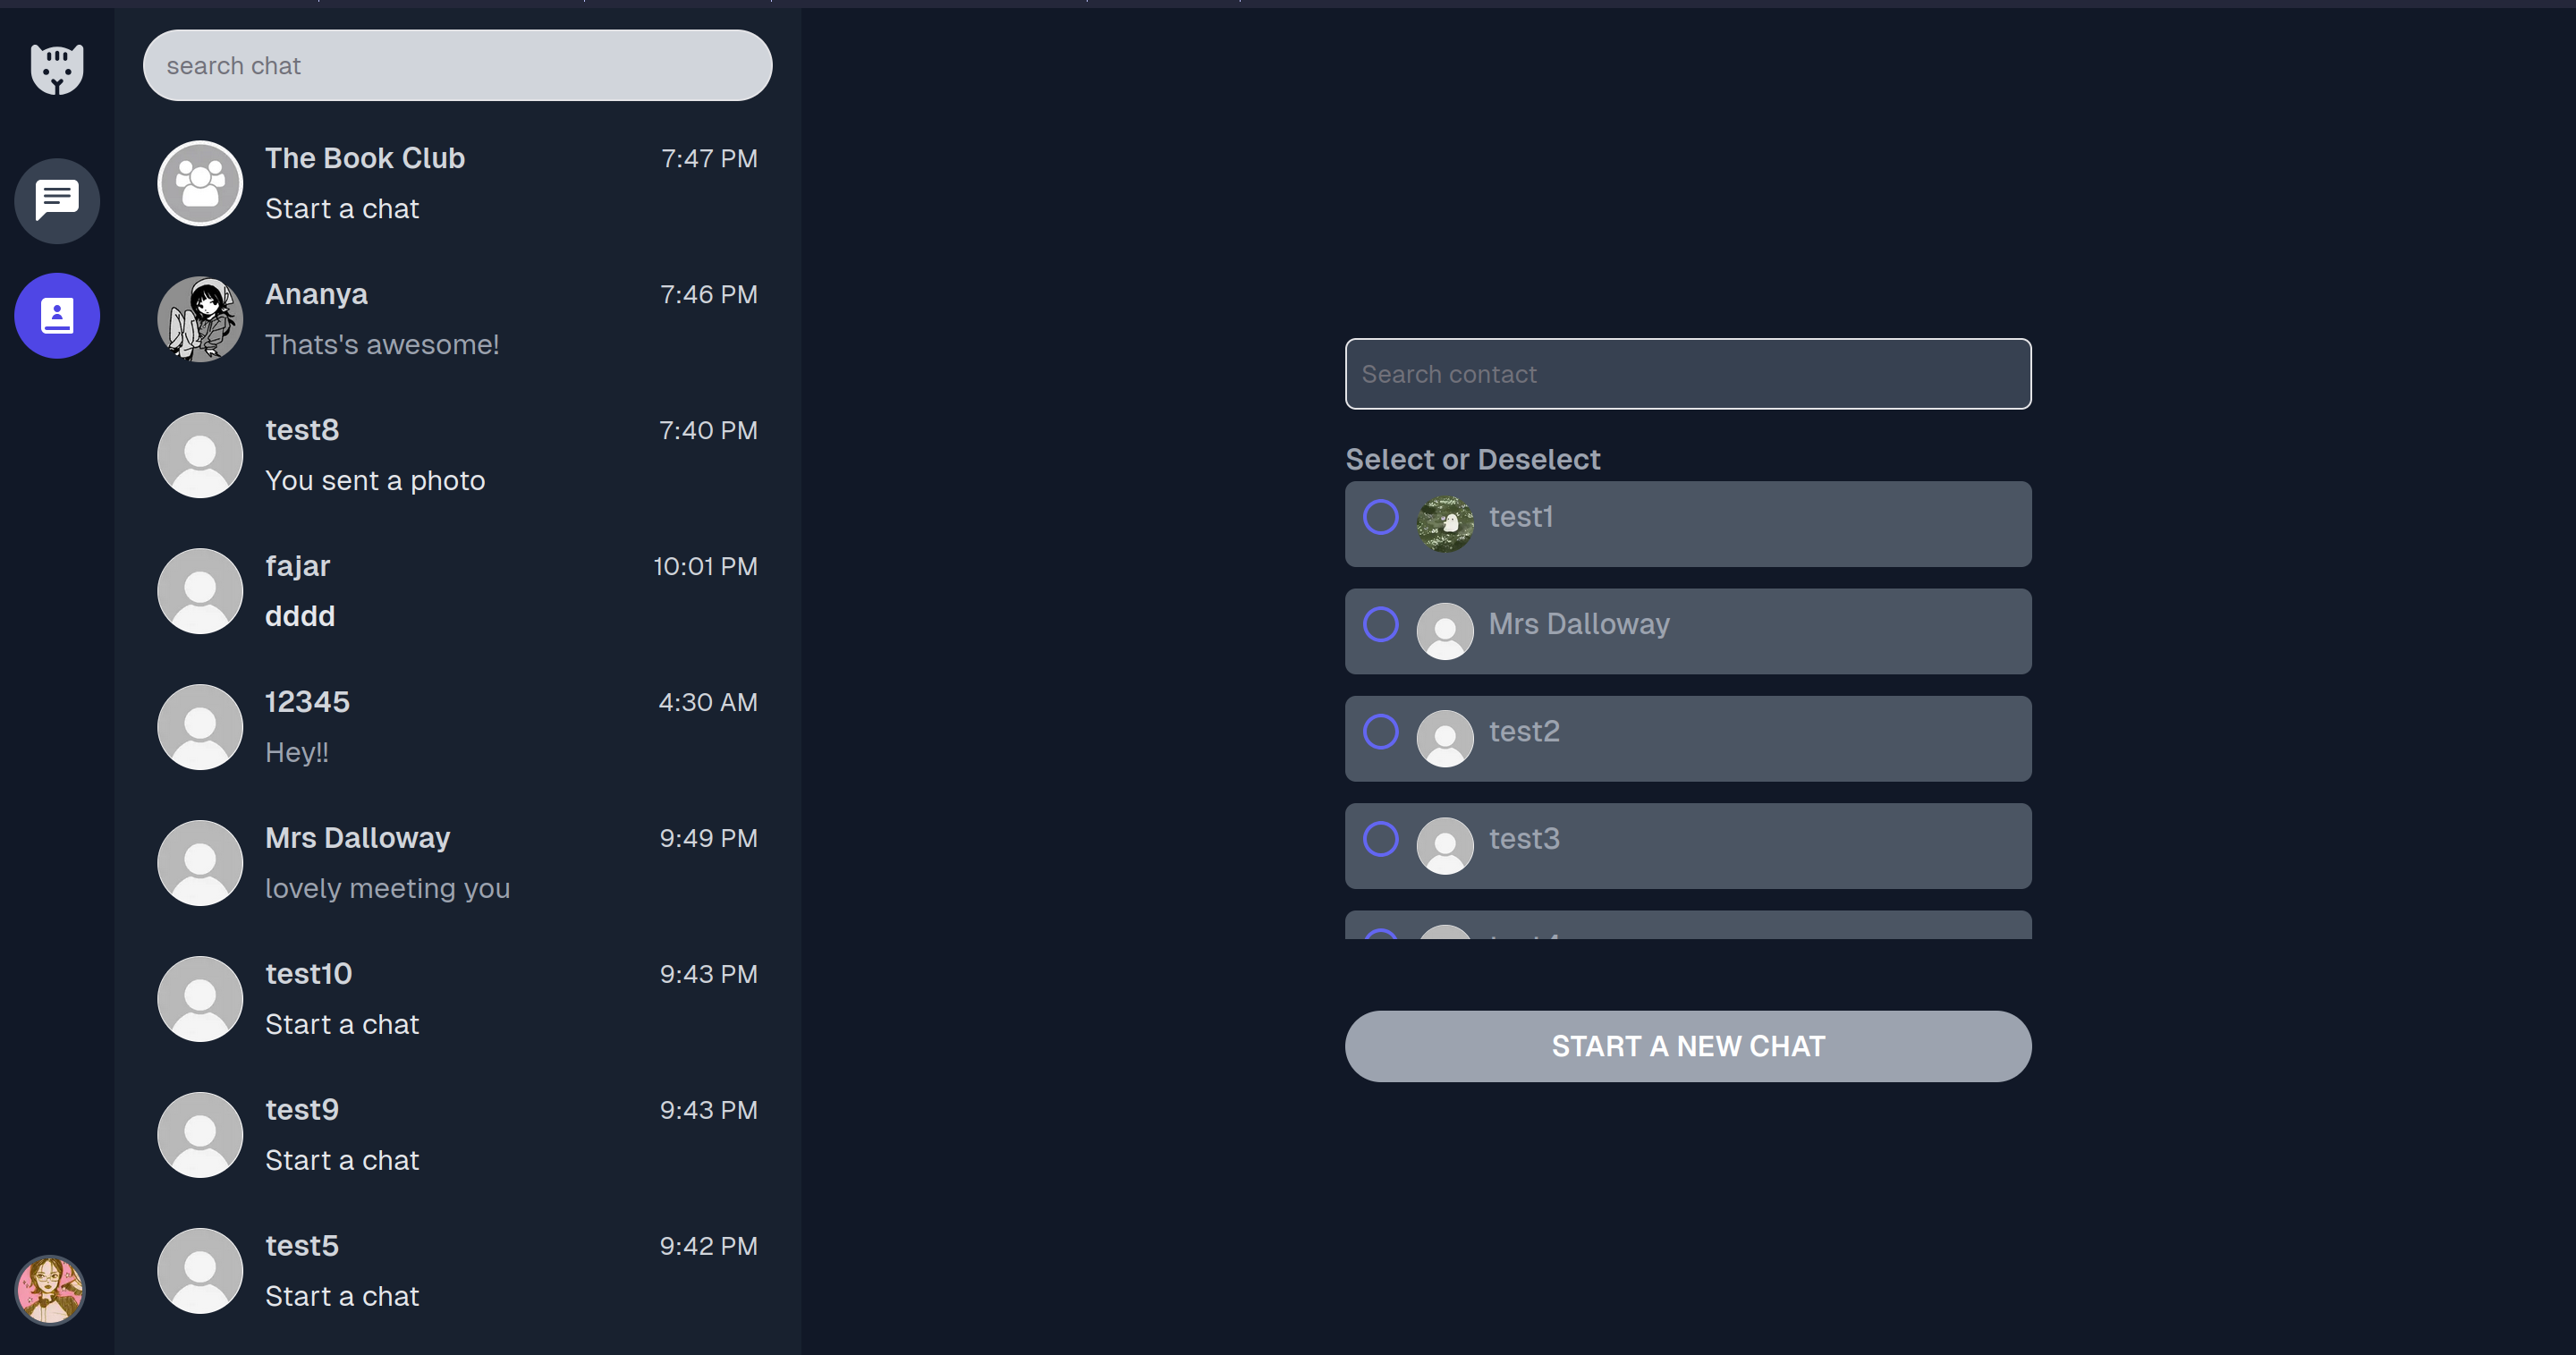 search chat
The Book Club
7:47 PM
Start a chat
Ananya
7:46 PM
Thats's awesome!
test8
7:40 PM
You sent a photo
fajar
10:01 PM
dddd
12345
4:30 AM
Hey!!
Mrs Dalloway
9:49 PM
lovely meeting you
test10
9:43 PM
Start a chat
test9
9:43 PM
Start a chat
test5
9:42 PM
Start a chat
Search contact
Select or Deselect
test1
Mrs Dalloway
test2
test3
START A NEW CHAT